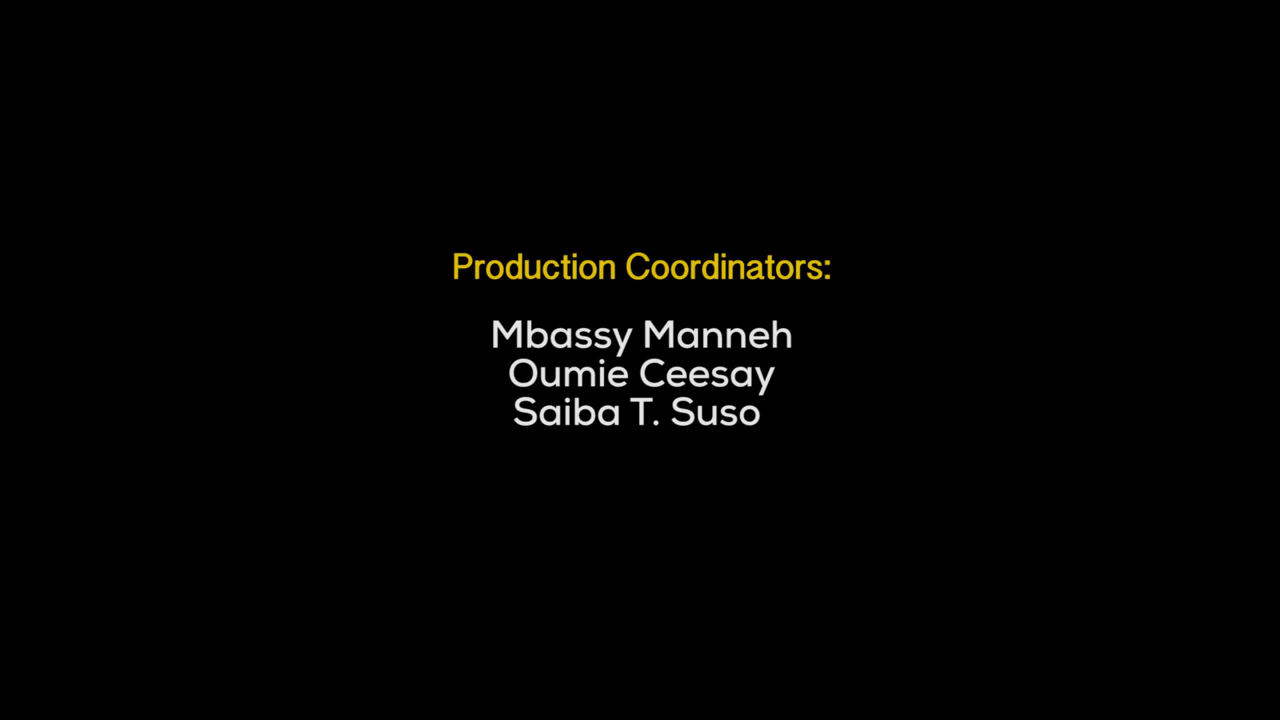 Production Coordinators:
Mbassy Manneh
Oumie Ceesay
Saiba T. Suso